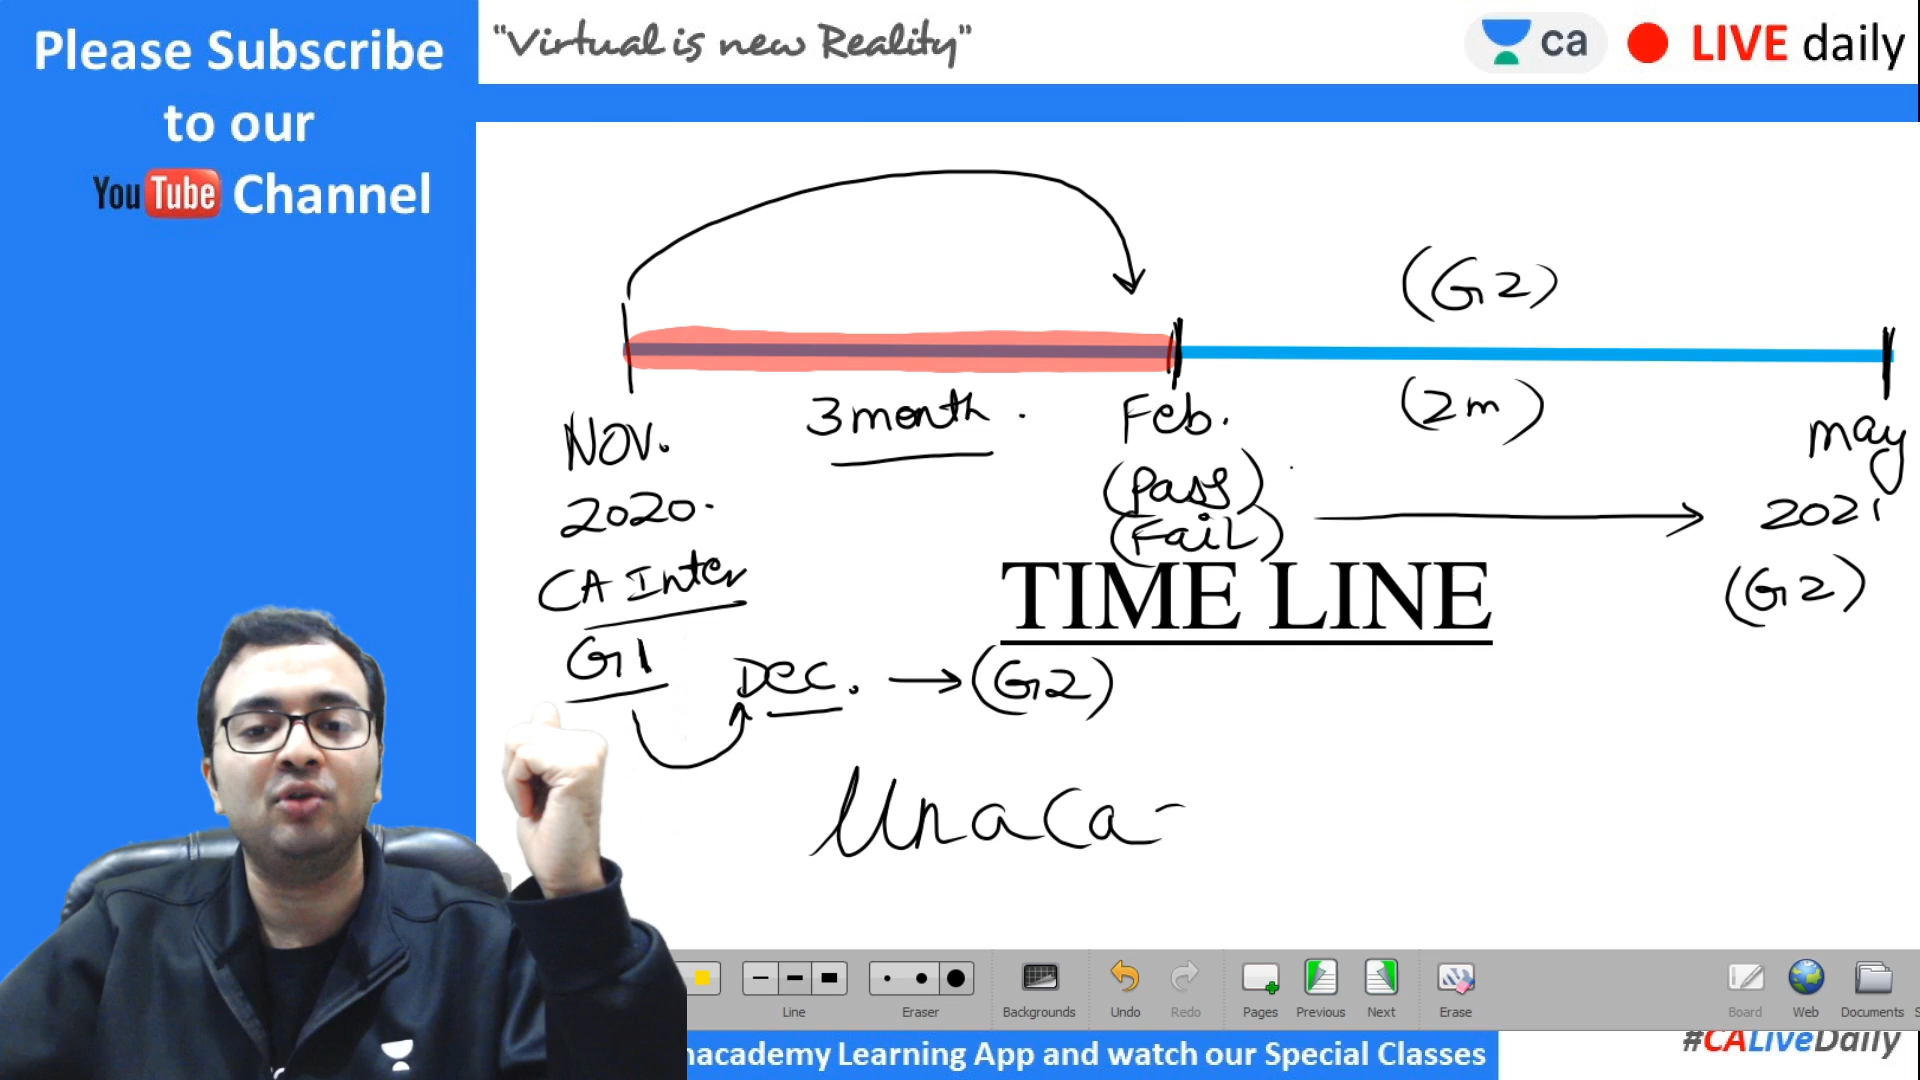 Please Subscribe
to our
YouTube Channel
"Virtual is new Reality"
ca
LIVE daily
(G2)
3 month.
(2m)
Nov.
2020.
CA Inter
G1
Feb.
(Pass)
(Fail)
May
2021
(G2)
TIME LINE
Dec. → (G2)
Unaca-
Line
Eraser
Backgrounds
Undo
Redo
Pages
Previous
Next
Erase
Board
Web
Documents
nacademy Learning App and watch our Special Classes
#CALiveDaily